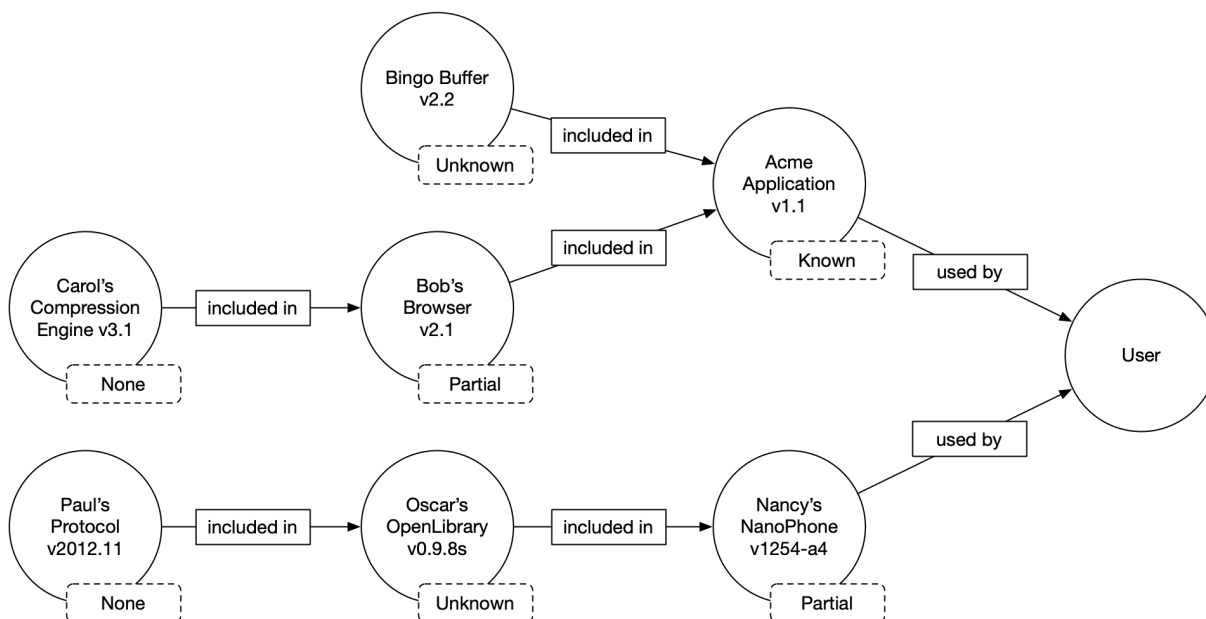 Bingo Buffer
v2.2
Unknown
included in
Acme
Application
v1.1
Known
Carol’s
Compression
Engine v3.1
None
included in
Bob’s
Browser
v2.1
Partial
included in
used by
User
Paul’s
Protocol
v2012.11
None
included in
Oscar’s
OpenLibrary
v0.9.8s
Unknown
included in
Nancy’s
NanoPhone
v1254-a4
Partial
used by